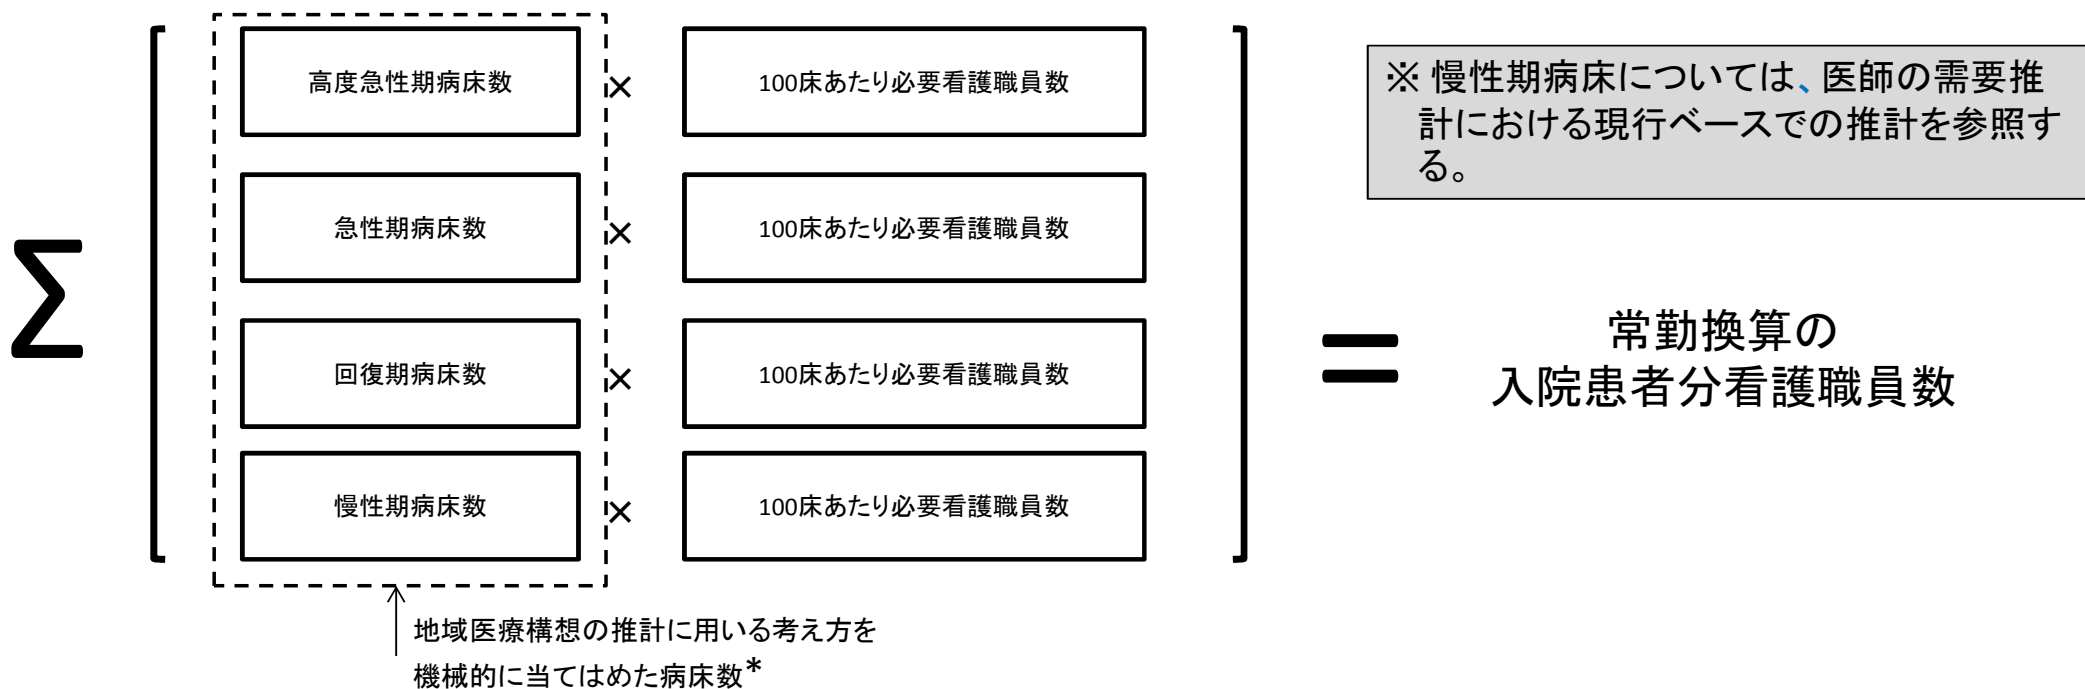 Σ
高度急性期病床数 × 100床あたり必要看護職員数
急性期病床数 × 100床あたり必要看護職員数
回復期病床数 × 100床あたり必要看護職員数
慢性期病床数 × 100床あたり必要看護職員数
地域医療構想の推計に用いる考え方を
機械的に当てはめた病床数*
※ 慢性期病床については、医師の需要推
計における現行ベースでの推計を参照す
る。
=
常勤換算の
入院患者分看護職員数